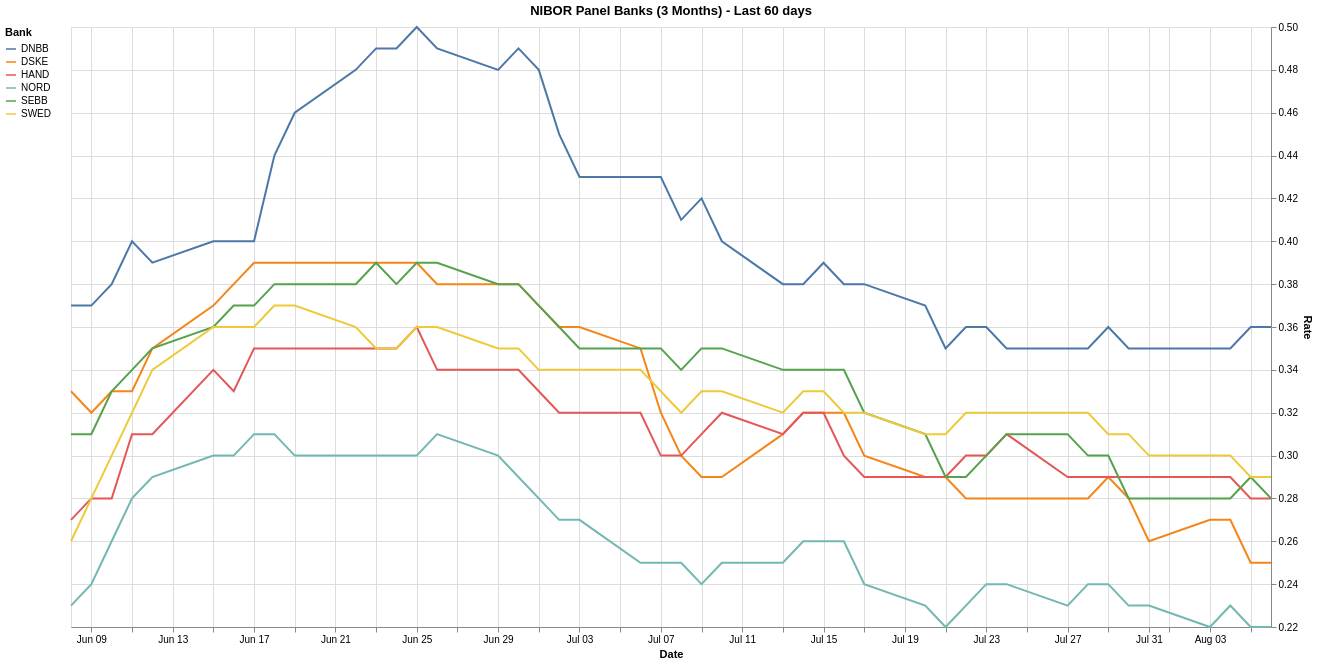 NIBOR Panel Banks (3 Months) - Last 60 days
Bank
DNBB
DSKE
HAND
NORD
SEBB
SWED
0.50
0.48
0.46
0.44
0.42
0.40
0.38
0.36
0.34
0.32
0.30
0.28
0.26
0.24
0.22
Rate
Jun 09 Jun 13 Jun 17 Jun 21 Jun 25 Jun 29 Jul 03 Jul 07 Jul 11 Jul 15 Jul 19 Jul 23 Jul 27 Jul 31 Aug 03
Date